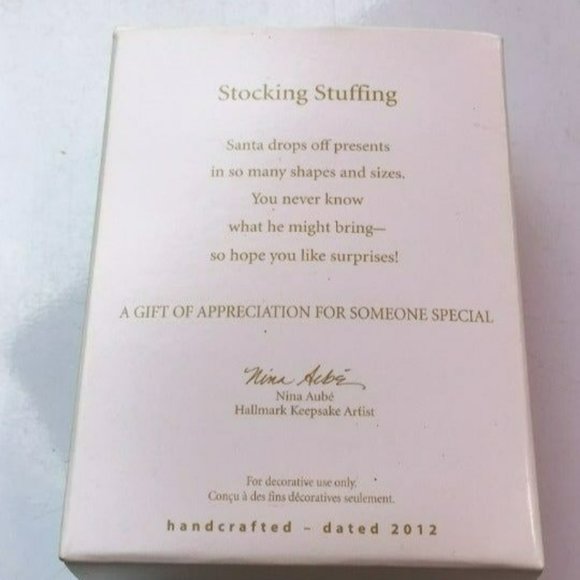 Stocking Stuffing
Santa drops off presents
in so many shapes and sizes.
You never know
what he might bring—
so hope you like surprises!
A GIFT OF APPRECIATION FOR SOMEONE SPECIAL
Nina Aubé
Nina Aubé
Hallmark Keepsake Artist
For decorative use only.
Conçu à des fins décoratives seulement.
handcrafted – dated 2012